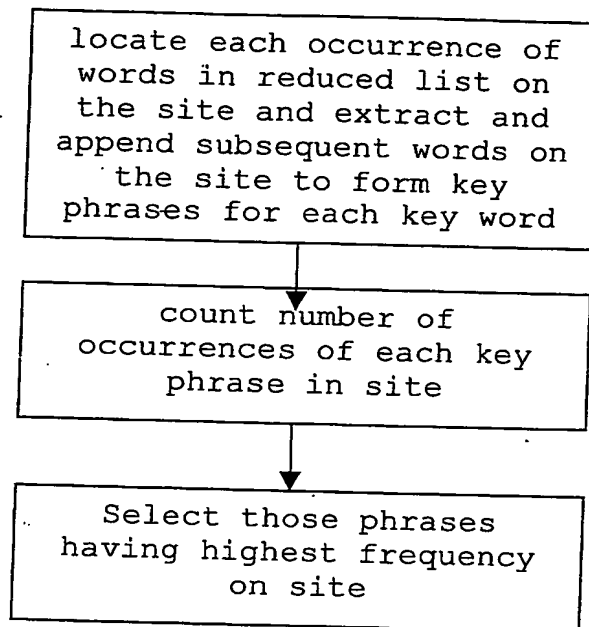 locate each occurrence of
words in reduced list on
the site and extract and
append subsequent words on
the site to form key
phrases for each key word
count number of
occurrences of each key
phrase in site
Select those phrases
having highest frequency
on site